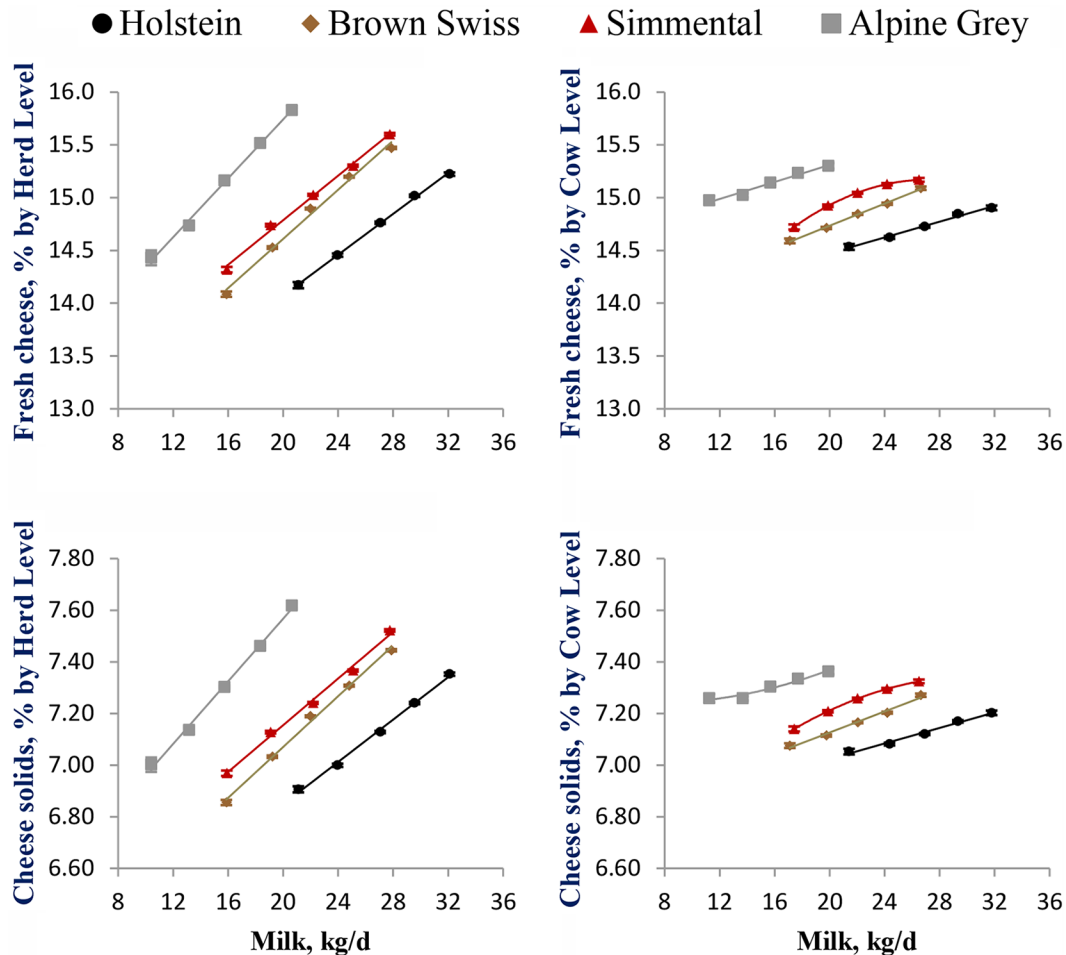 Holstein Brown Swiss Simmental Alpine Grey
Fresh cheese, % by Herd Level
16.0
15.5
15.0
14.5
14.0
13.5
13.0
8 12 16 20 24 28 32 36
Fresh cheese, % by Cow Level
16.0
15.5
15.0
14.5
14.0
13.5
13.0
8 12 16 20 24 28 32 36
Cheese solids, % by Herd Level
7.80
7.60
7.40
7.20
7.00
6.80
6.60
8 12 16 20 24 28 32 36
Milk, kg/d
Cheese solids, % by Cow Level
7.80
7.60
7.40
7.20
7.00
6.80
6.60
8 12 16 20 24 28 32 36
Milk, kg/d